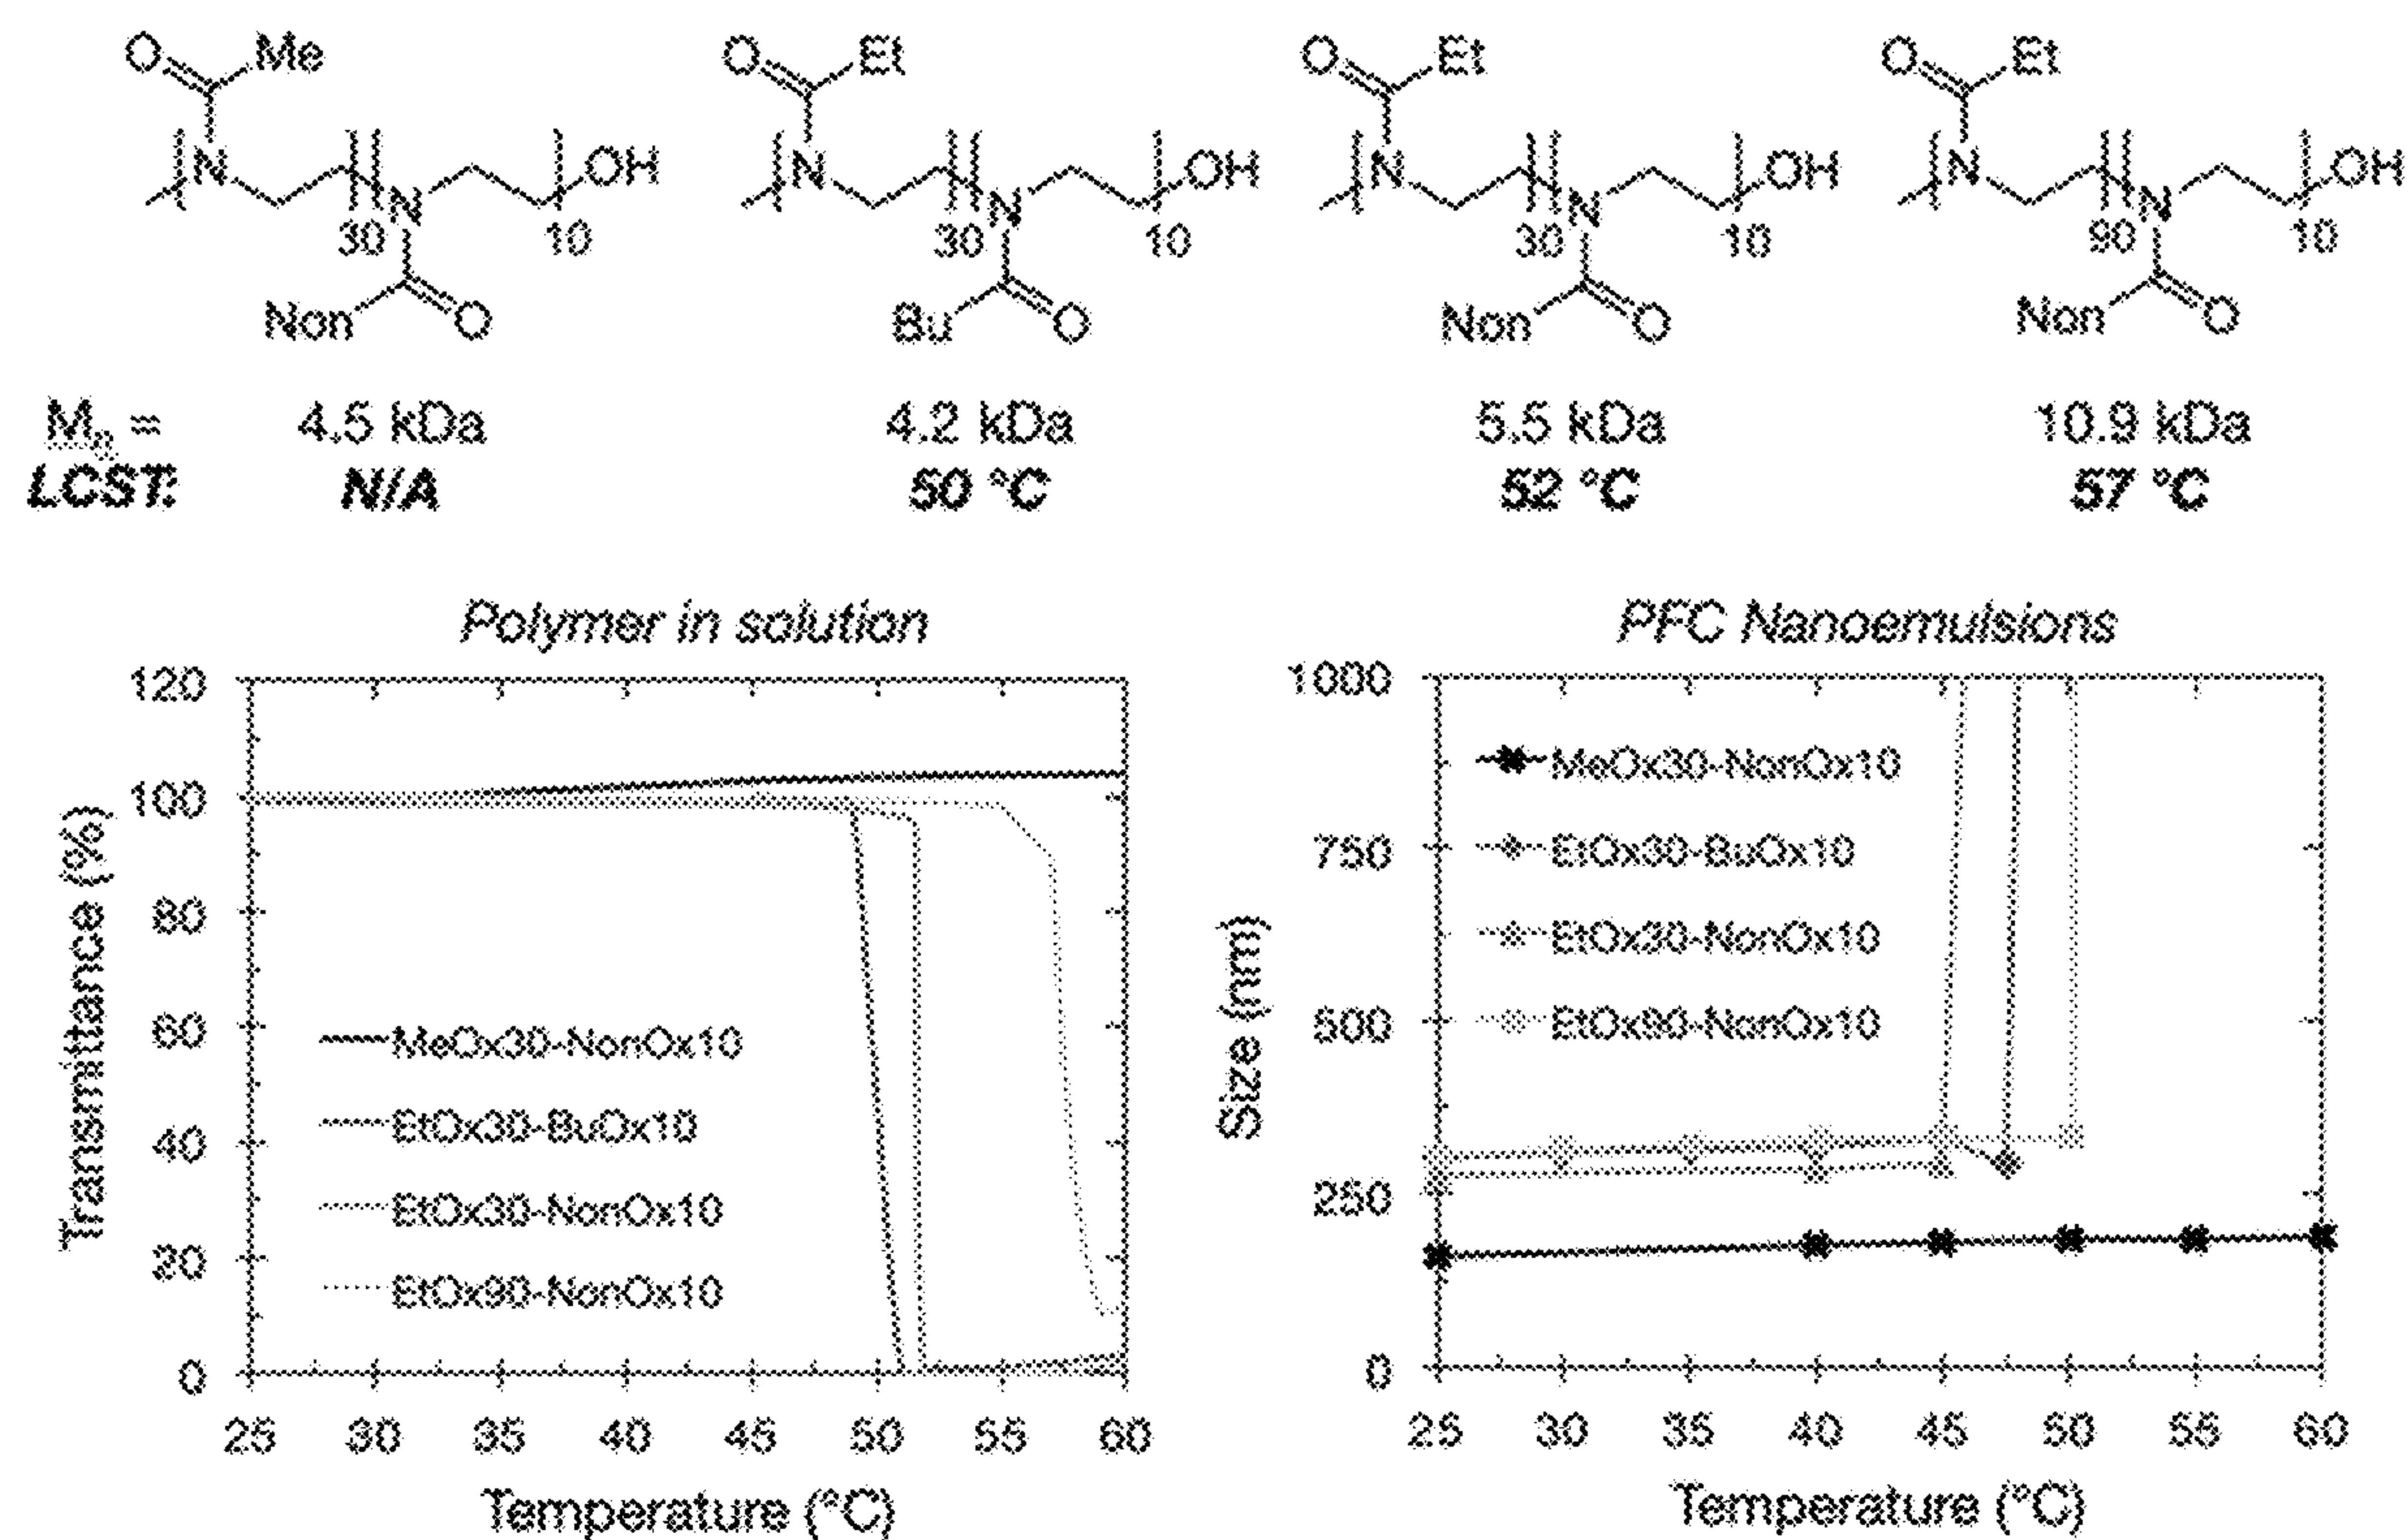 O Me O Et O Et O Et
N OH N OH N OH N OH
N N N N
30 10 30 10 30 10 90 10
Non O Bu O Non O Non O
4.5 kDa 4.2 kDa 5.5 kDa 10.9 kDa
LCST: N/A 50 °C 52 °C 57 °C
Polymer in solution
120
100
80
60
40
20
0
Transmittance (%)
MeOx30-NonOx10
EtOx30-BuOx10
EtOx30-NonOx10
EtOx90-NonOx10
25 30 35 40 45 50 55 60
Temperature (°C)
PFC Nanoemulsions
1000
750
500
250
0
Size (nm)
MeOx30-NonOx10
EtOx30-BuOx10
EtOx30-NonOx10
EtOx90-NonOx10
25 30 35 40 45 50 55 60
Temperature (°C)